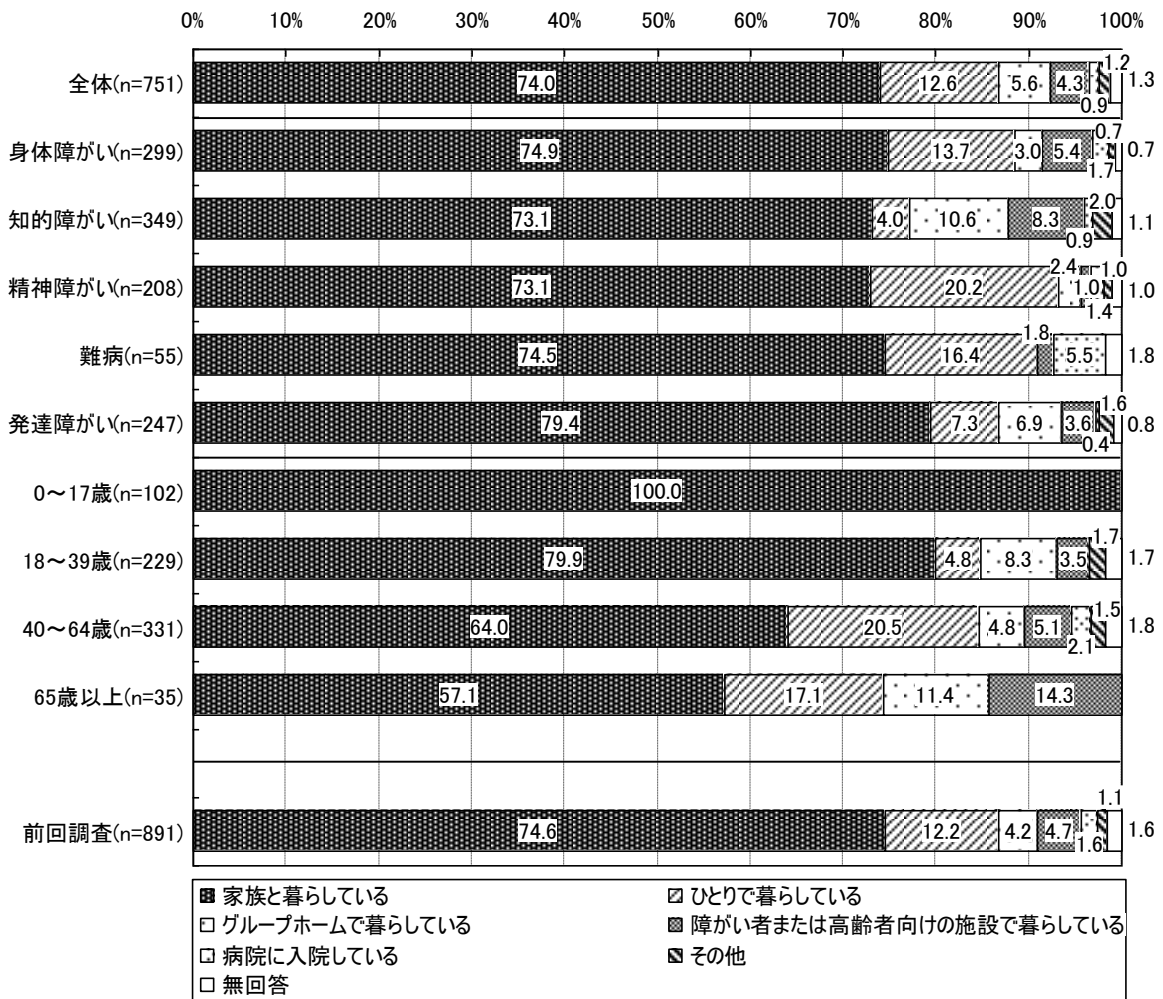 0% 10% 20% 30% 40% 50% 60% 70% 80% 90% 100%
全体(n=751) 74.0 12.6 5.6 4.3 0.9 1.2 1.3
身体障がい(n=299) 74.9 13.7 3.0 5.4 1.7 0.7 0.7
知的障がい(n=349) 73.1 4.0 10.6 8.3 0.9 2.0 1.1
精神障がい(n=208) 73.1 20.2 2.4 1.0 1.4 1.0 1.0
難病(n=55) 74.5 16.4 1.8 5.5 1.8
発達障がい(n=247) 79.4 7.3 6.9 3.6 0.4 1.6 0.8
0～17歳(n=102) 100.0
18～39歳(n=229) 79.9 4.8 8.3 3.5 1.7 1.7
40～64歳(n=331) 64.0 20.5 4.8 5.1 2.1 1.5 1.8
65歳以上(n=35) 57.1 17.1 11.4 14.3
前回調査(n=891) 74.6 12.2 4.2 4.7 1.6 1.1 1.6
家族と暮らしている ひとりで暮らしている
グループホームで暮らしている 障がい者または高齢者向けの施設で暮らしている
病院に入院している その他
無回答